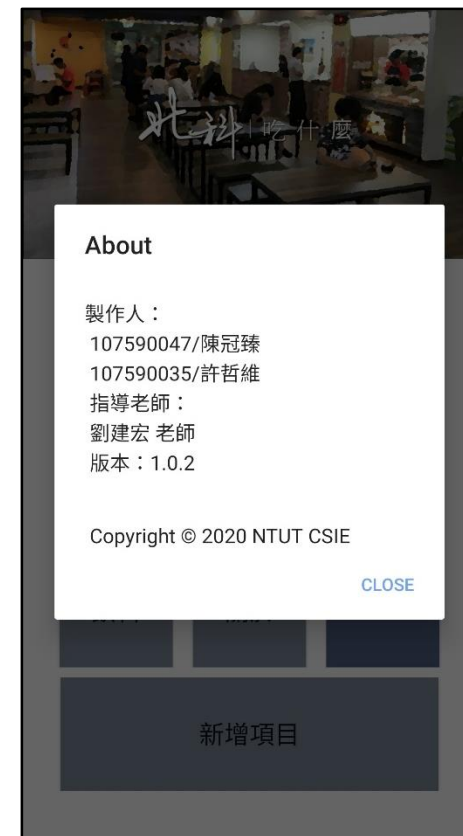 北科 吃什麼
About
製作人：
107590047/陳冠臻
107590035/許哲維
指導老師：
劉建宏 老師
版本：1.0.2
Copyright © 2020 NTUT CSIE
CLOSE
新增項目